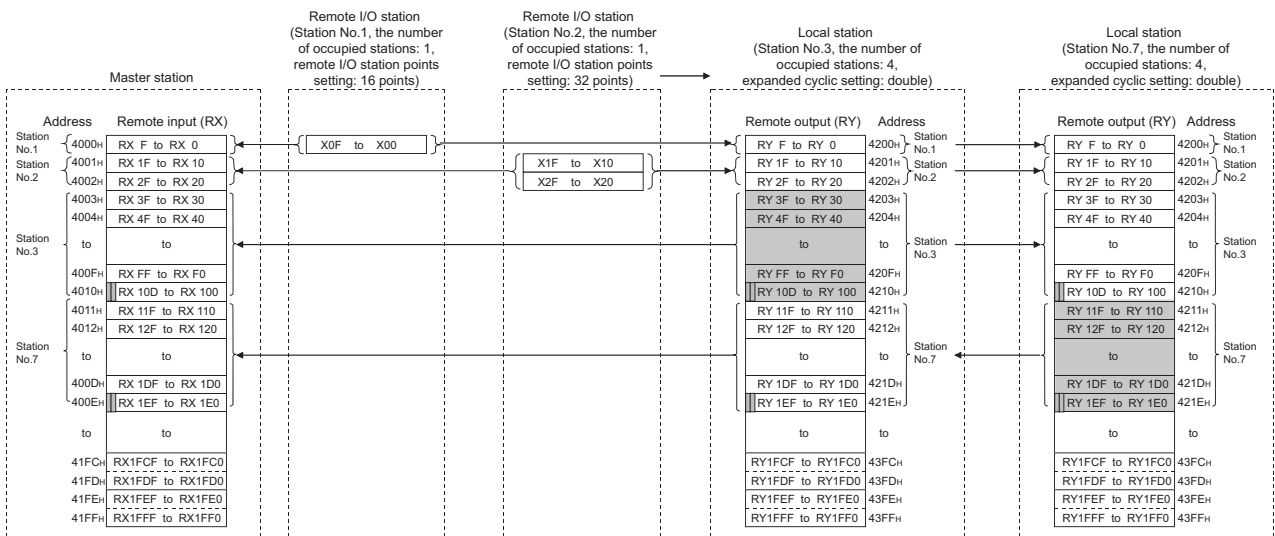 Remote I/O station
(Station No.1, the number
of occupied stations: 1,
remote I/O station points
setting: 16 points)
Remote I/O station
(Station No.2, the number
of occupied stations: 1,
remote I/O station points
setting: 32 points)
Local station
(Station No.3, the number of
occupied stations: 4,
expanded cyclic setting: double)
Local station
(Station No.7, the number of
occupied stations: 4,
expanded cyclic setting: double)
Master station
Address Remote input (RX)
Station No.1
4000H RX F to RX 0
Station No.2
4001H RX 1F to RX 10
4002H RX 2F to RX 20
Station No.3
4003H RX 3F to RX 30
4004H RX 4F to RX 40
to to
400FH RX FF to RX F0
4010H RX 10D to RX 100
Station No.7
4011H RX 11F to RX 110
4012H RX 12F to RX 120
to to
400DH RX 1DF to RX 1D0
400EH RX 1EF to RX 1E0
to to
41FCH RX1FCF to RX1FC0
41FDH RX1FDF to RX1FD0
41FEH RX1FEF to RX1FE0
41FFH RX1FFF to RX1FF0
X0F to X00
X1F to X10
X2F to X20
Remote output (RY) Address
RY F to RY 0 4200H
Station No.1
RY 1F to RY 10 4201H
RY 2F to RY 20 4202H
Station No.2
RY 3F to RY 30 4203H
RY 4F to RY 40 4204H
to to
Station No.3
RY FF to RY F0 420FH
RY 10D to RY 100 4210H
RY 11F to RY 110 4211H
RY 12F to RY 120 4212H
to to
Station No.7
RY 1DF to RY 1D0 421DH
RY 1EF to RY 1E0 421EH
to to
RY1FCF to RY1FC0 43FCH
RY1FDF to RY1FD0 43FDH
RY1FEF to RY1FE0 43FEH
RY1FFF to RY1FF0 43FFH
Remote output (RY) Address
RY F to RY 0 4200H
Station No.1
RY 1F to RY 10 4201H
RY 2F to RY 20 4202H
Station No.2
RY 3F to RY 30 4203H
RY 4F to RY 40 4204H
to to
Station No.3
RY FF to RY F0 420FH
RY 10D to RY 100 4210H
RY 11F to RY 110 4211H
RY 12F to RY 120 4212H
to to
Station No.7
RY 1DF to RY 1D0 421DH
RY 1EF to RY 1E0 421EH
to to
RY1FCF to RY1FC0 43FCH
RY1FDF to RY1FD0 43FDH
RY1FEF to RY1FE0 43FEH
RY1FFF to RY1FF0 43FFH